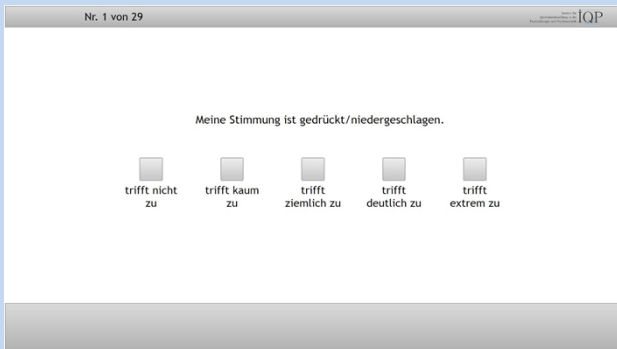 Nr. 1 von 29
IQP
Meine Stimmung ist gedrückt/niedergeschlagen.
trifft nicht zu
trifft kaum zu
trifft ziemlich zu
trifft deutlich zu
trifft extrem zu